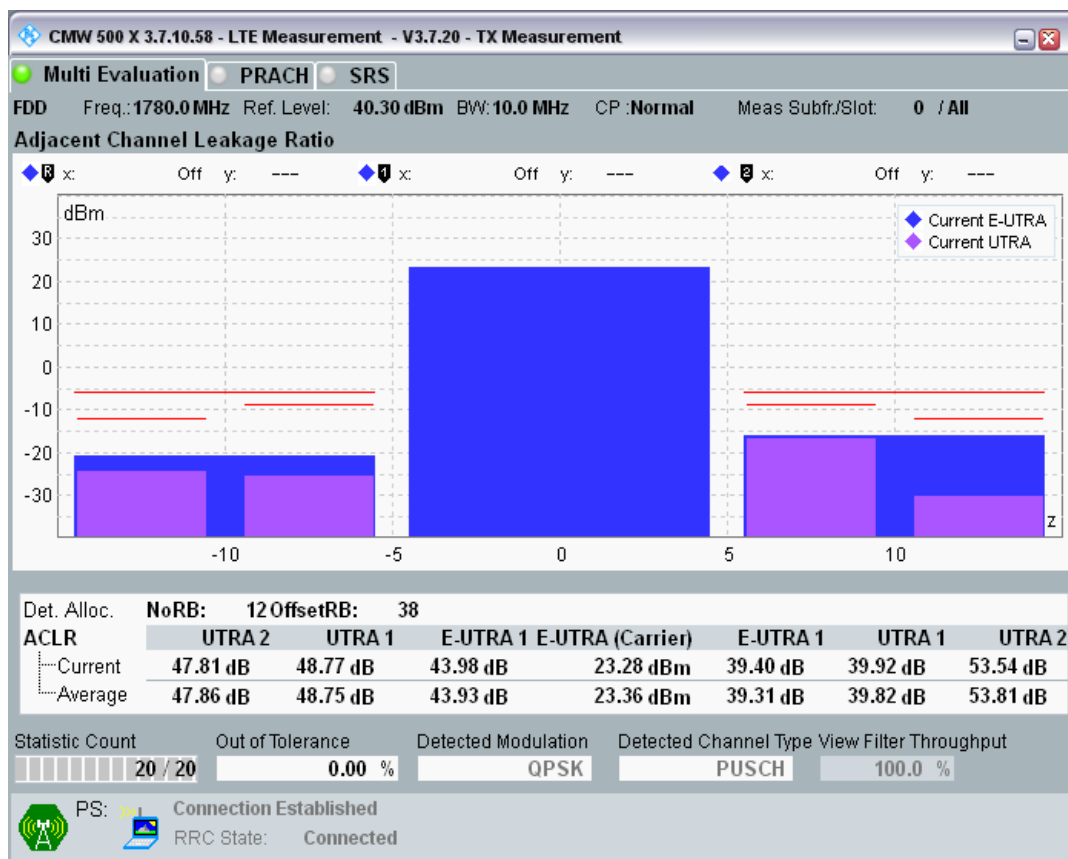 CMW 500 X 3.7.10.58 - LTE Measurement - V3.7.20 - TX Measurement
Multi Evaluation PRACH SRS
FDD Freq.: 1780.0 MHz Ref. Level: 40.30 dBm BW: 10.0 MHz CP : Normal Meas Subfr./Slot: 0 / All
Adjacent Channel Leakage Ratio
R x: Off y: --- 1 x: Off y: --- 2 x: Off y: ---
dBm
Current E-UTRA
Current UTRA
30
20
10
0
-10
-20
-30
z
-10 -5 0 5 10
Det. Alloc. NoRB: 12 OffsetRB: 38
ACLR UTRA 2 UTRA 1 E-UTRA 1 E-UTRA (Carrier) E-UTRA 1 UTRA 1 UTRA 2
Current 47.81 dB 48.77 dB 43.98 dB 23.28 dBm 39.40 dB 39.92 dB 53.54 dB
Average 47.86 dB 48.75 dB 43.93 dB 23.36 dBm 39.31 dB 39.82 dB 53.81 dB
Statistic Count Out of Tolerance Detected Modulation Detected Channel Type View Filter Throughput
20 / 20 0.00 % QPSK PUSCH 100.0 %
PS: Connection Established
RRC State: Connected